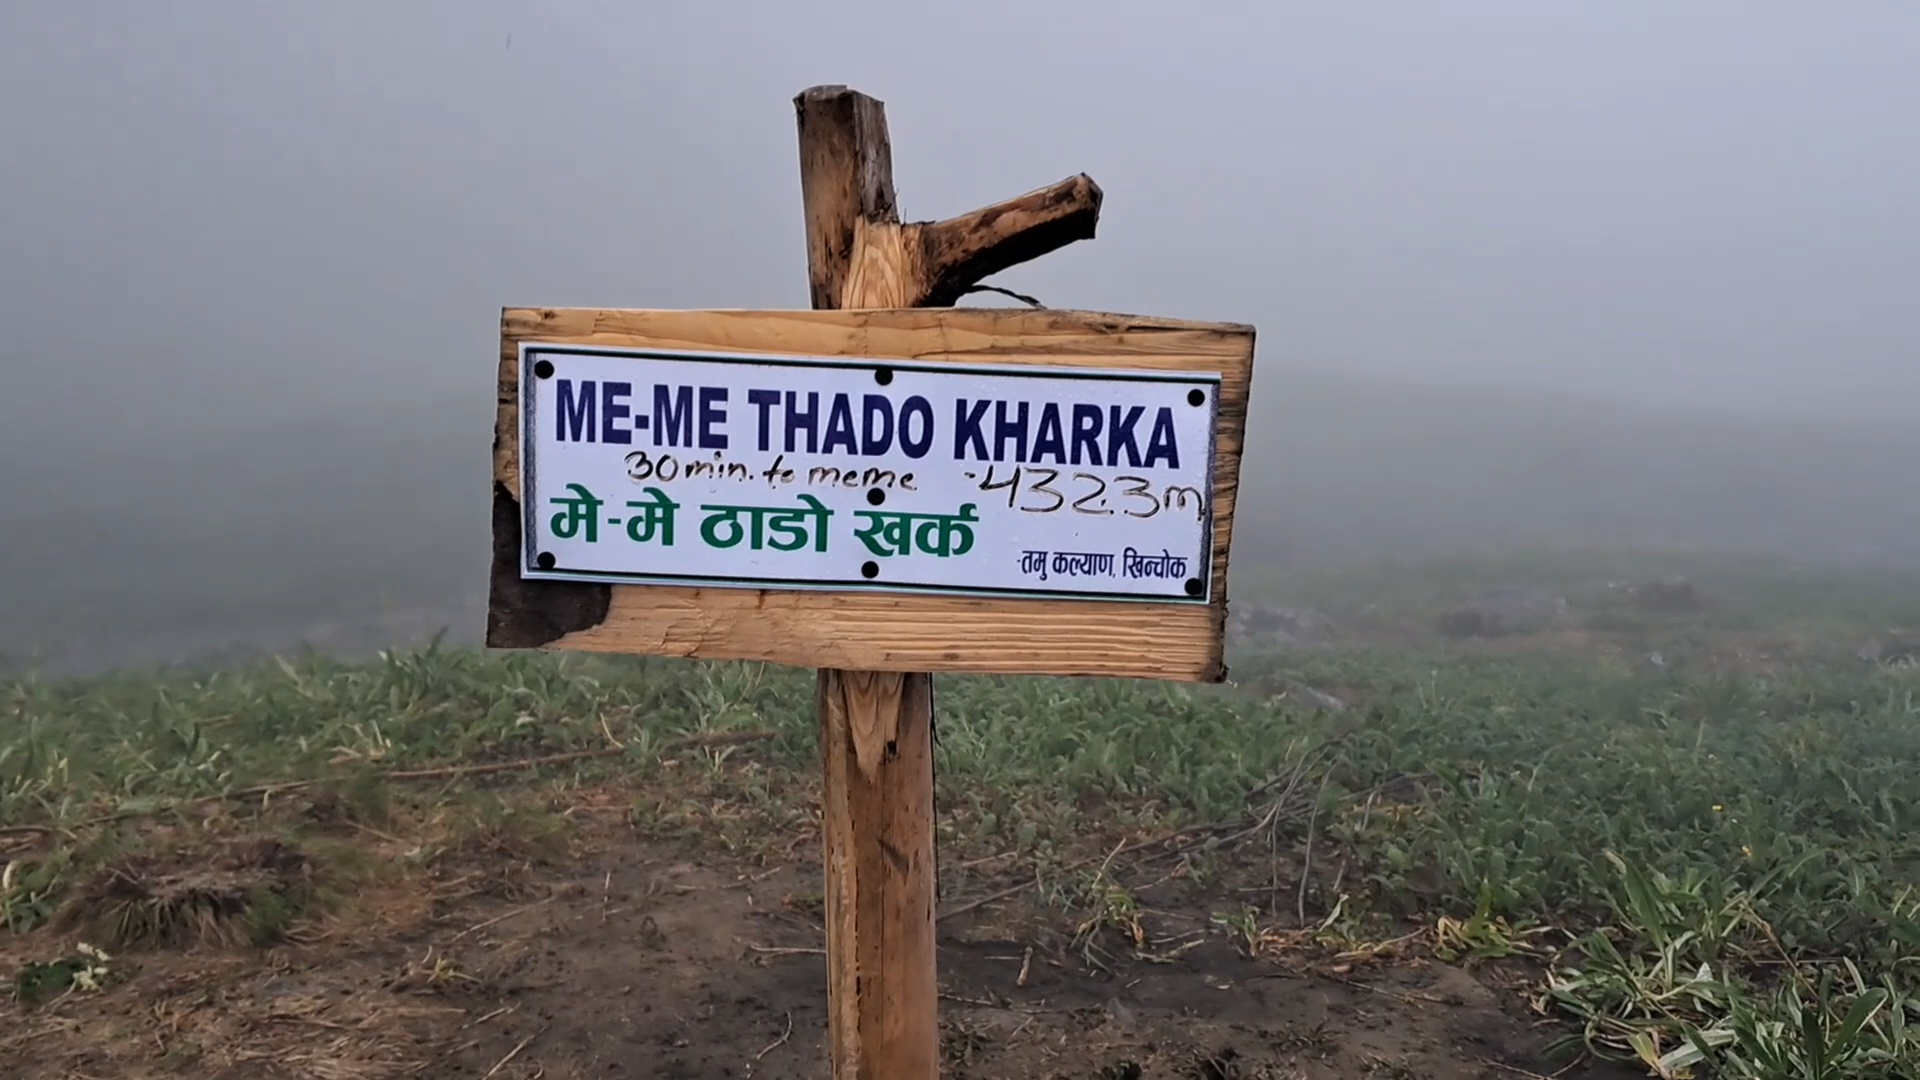 ME-ME THADO KHARKA
30 min. to meme -4323m
मे-मे ठाडो खर्क
-तमु कल्याण, खिन्चोक